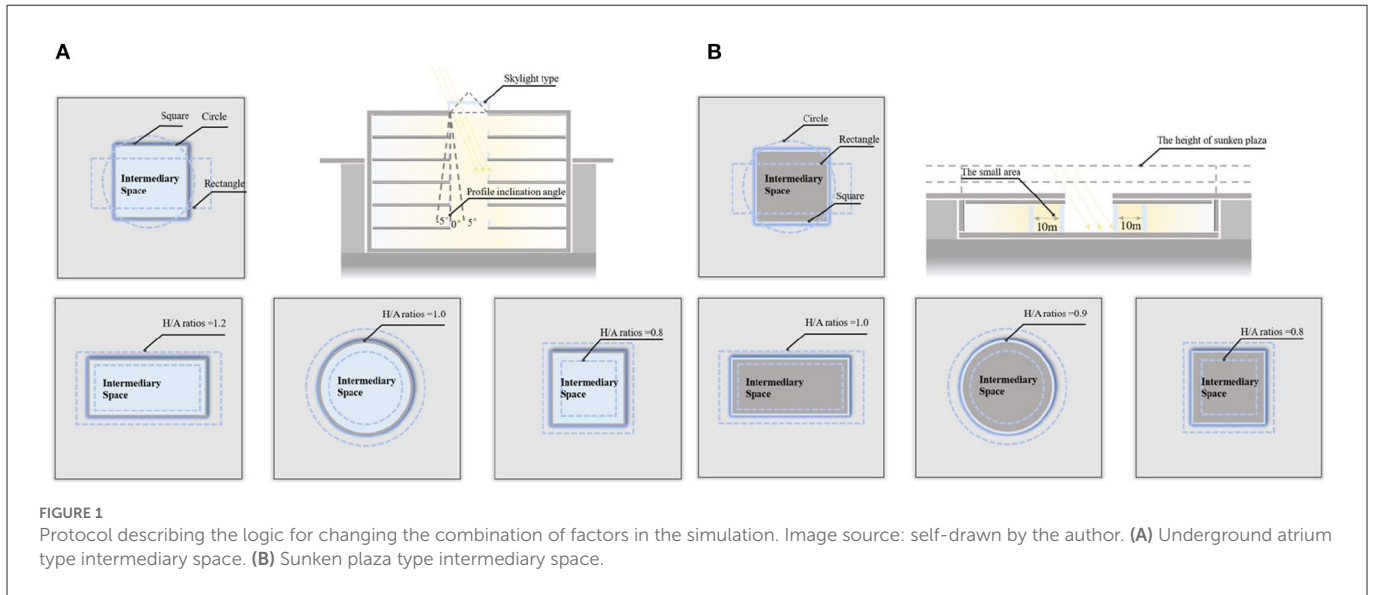 A
B
Skylight type
Square
Circle
Intermediary
Space
Rectangle
Profile inclination angle
-5° 0° 5°
Circle
Rectangle
Intermediary
Space
Square
The height of sunken plaza
The small area
10m
10m
H/A ratios =1.2
Intermediary
Space
H/A ratios =1.0
Intermediary
Space
H/A ratios =0.8
Intermediary
Space
H/A ratios =1.0
Intermediary
Space
H/A ratios =0.9
Intermediary
Space
H/A ratios =0.8
Intermediary
Space
FIGURE 1
Protocol describing the logic for changing the combination of factors in the simulation. Image source: self-drawn by the author. (A) Underground atrium
type intermediary space. (B) Sunken plaza type intermediary space.